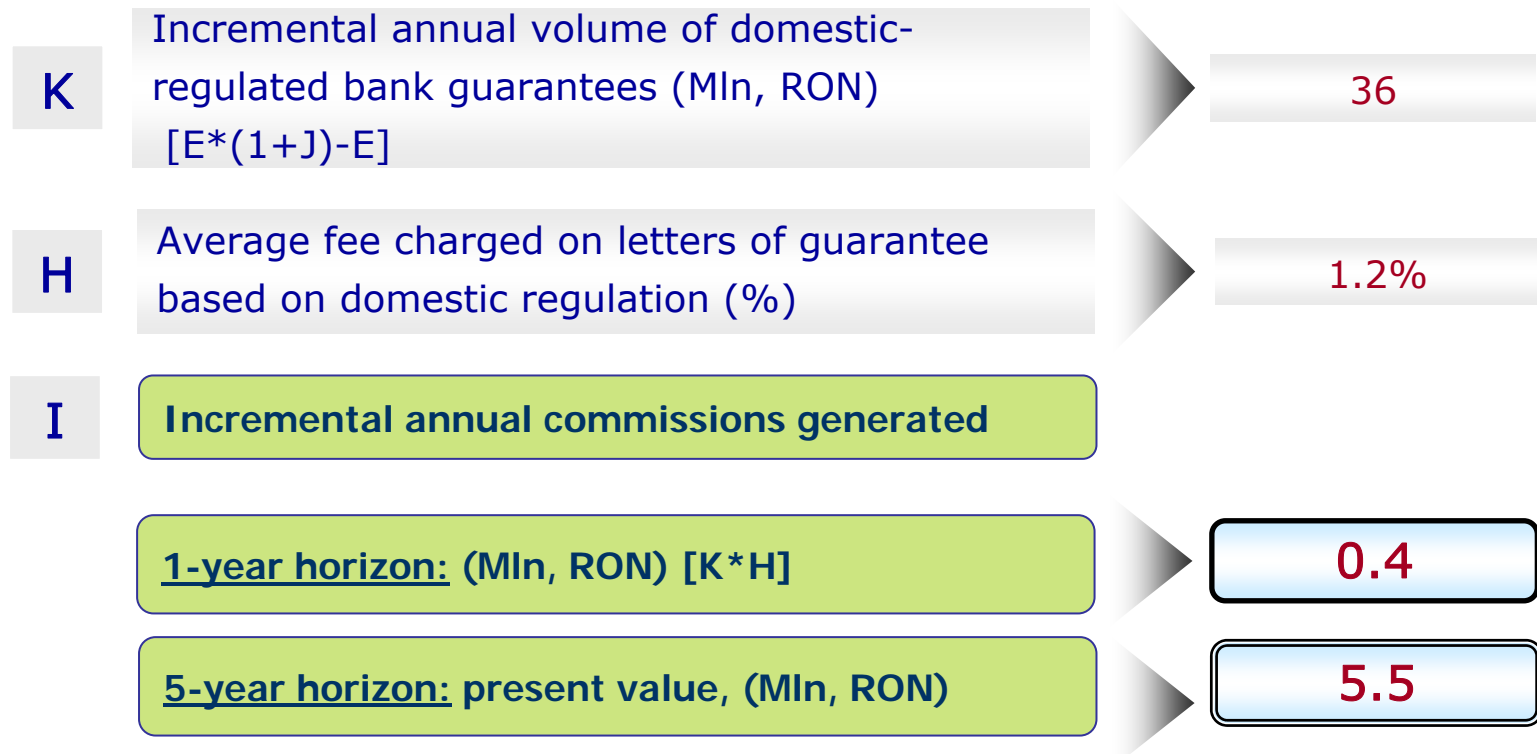 K
Incremental annual volume of domestic-
regulated bank guarantees (Mln, RON)
[E*(1+J)-E]
36
H
Average fee charged on letters of guarantee
based on domestic regulation (%)
1.2%
I
Incremental annual commissions generated
1-year horizon: (Mln, RON) [K*H]
0.4
5-year horizon: present value, (Mln, RON)
5.5